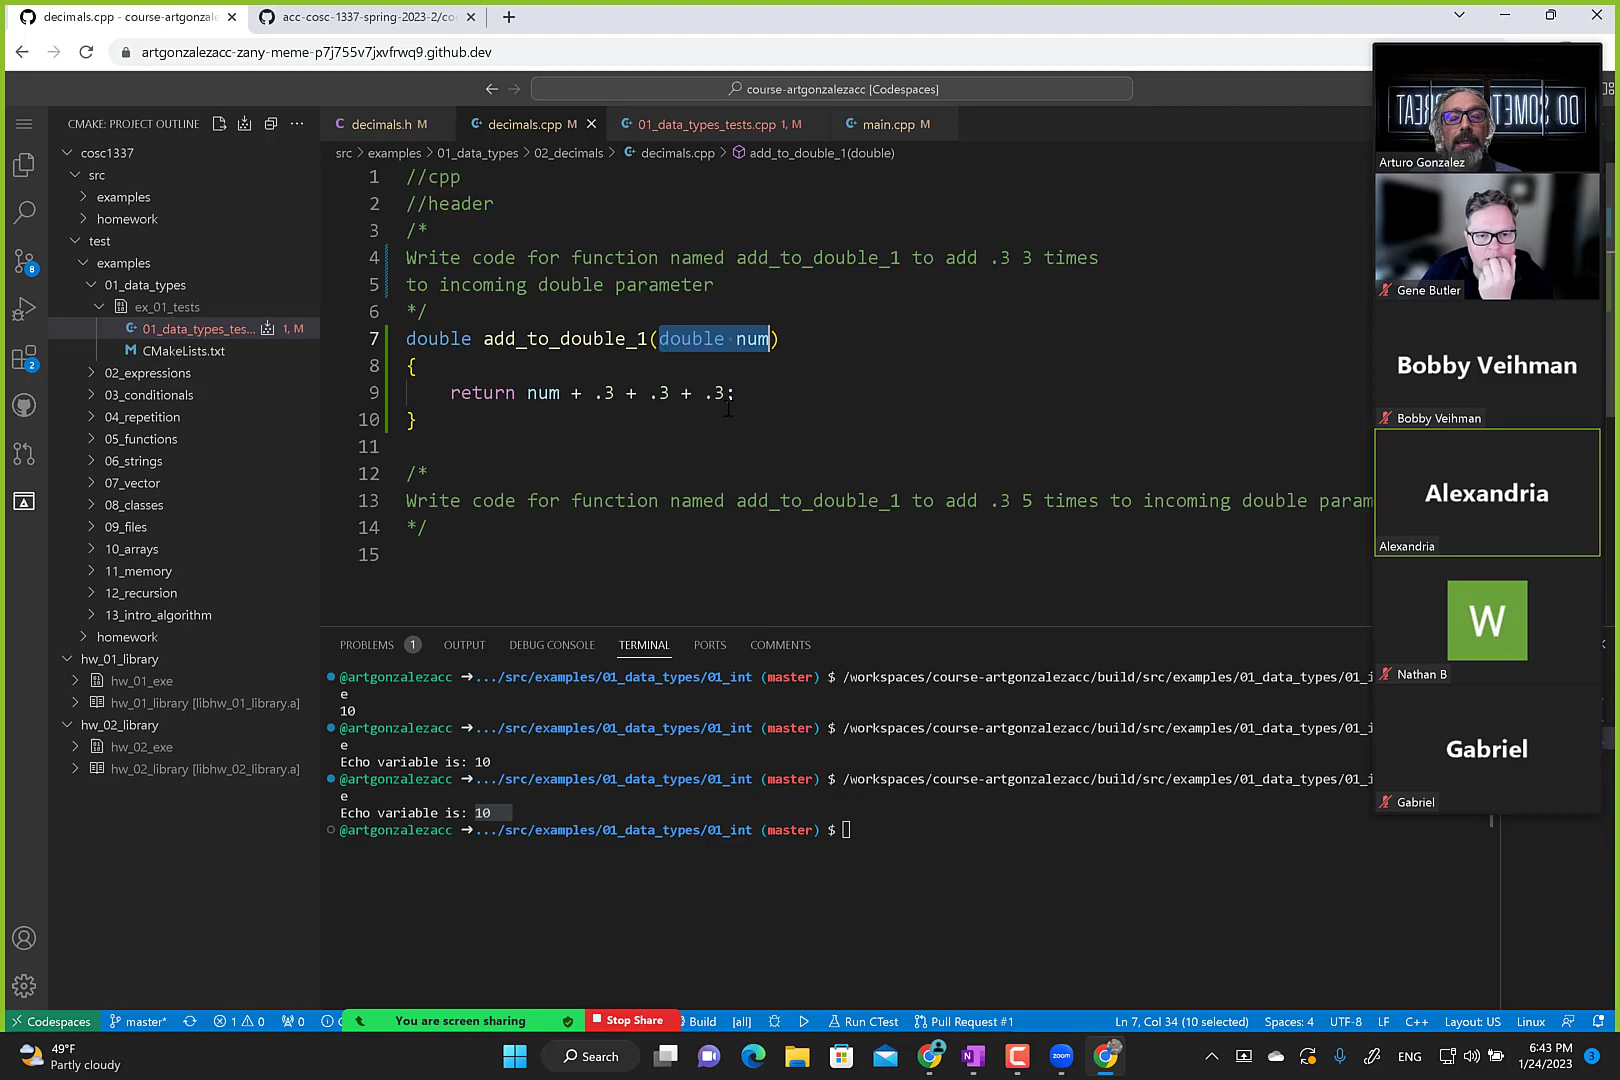 decimals.cpp - course-artgonzale
acc-cosc-1337-spring-2023-2/co
artgonzalezacc-zany-meme-p7j755v7jxvfrwq9.github.dev
course-artgonzalezacc [Codespaces]
CMAKE: PROJECT OUTLINE
decimals.h M
decimals.cpp M
01_data_types_tests.cpp 1, M
main.cpp M
src > examples > 01_data_types > 02_decimals > decimals.cpp > add_to_double_1(double)
cosc1337
src
examples
homework
test
examples
01_data_types
ex_01_tests
01_data_types_tes... 1, M
CMakeLists.txt
02_expressions
03_conditionals
04_repetition
05_functions
06_strings
07_vector
08_classes
09_files
10_arrays
11_memory
12_recursion
13_intro_algorithm
homework
hw_01_library
hw_01_exe
hw_01_library [libhw_01_library.a]
hw_02_library
hw_02_exe
hw_02_library [libhw_02_library.a]
8
2
1 //cpp
2 //header
3 /*
4 Write code for function named add_to_double_1 to add .3 3 times
5 to incoming double parameter
6 */
7 double add_to_double_1(double num)
8 {
9 return num + .3 + .3 + .3;
10 }
11
12 /*
13 Write code for function named add_to_double_1 to add .3 5 times to incoming double param
14 */
15
PROBLEMS 1 OUTPUT DEBUG CONSOLE TERMINAL PORTS COMMENTS
@artgonzalezacc ➜.../src/examples/01_data_types/01_int (master) $ /workspaces/course-artgonzalezacc/build/src/examples/01_data_types/01_i
e
10
@artgonzalezacc ➜.../src/examples/01_data_types/01_int (master) $ /workspaces/course-artgonzalezacc/build/src/examples/01_data_types/01_i
e
Echo variable is: 10
@artgonzalezacc ➜.../src/examples/01_data_types/01_int (master) $ /workspaces/course-artgonzalezacc/build/src/examples/01_data_types/01_i
e
Echo variable is: 10
@artgonzalezacc ➜.../src/examples/01_data_types/01_int (master) $
Arturo Gonzalez
Gene Butler
Bobby Veihman
Bobby Veihman
Alexandria
Alexandria
W
Nathan B
Gabriel
Gabriel
Codespaces master* 1 0 0 You are screen sharing Stop Share Build [all] Run CTest Pull Request #1 Ln 7, Col 34 (10 selected) Spaces: 4 UTF-8 LF C++ Layout: US Linux
49°F
Partly cloudy
Search
zoom
ENG
6:43 PM
1/24/2023
3